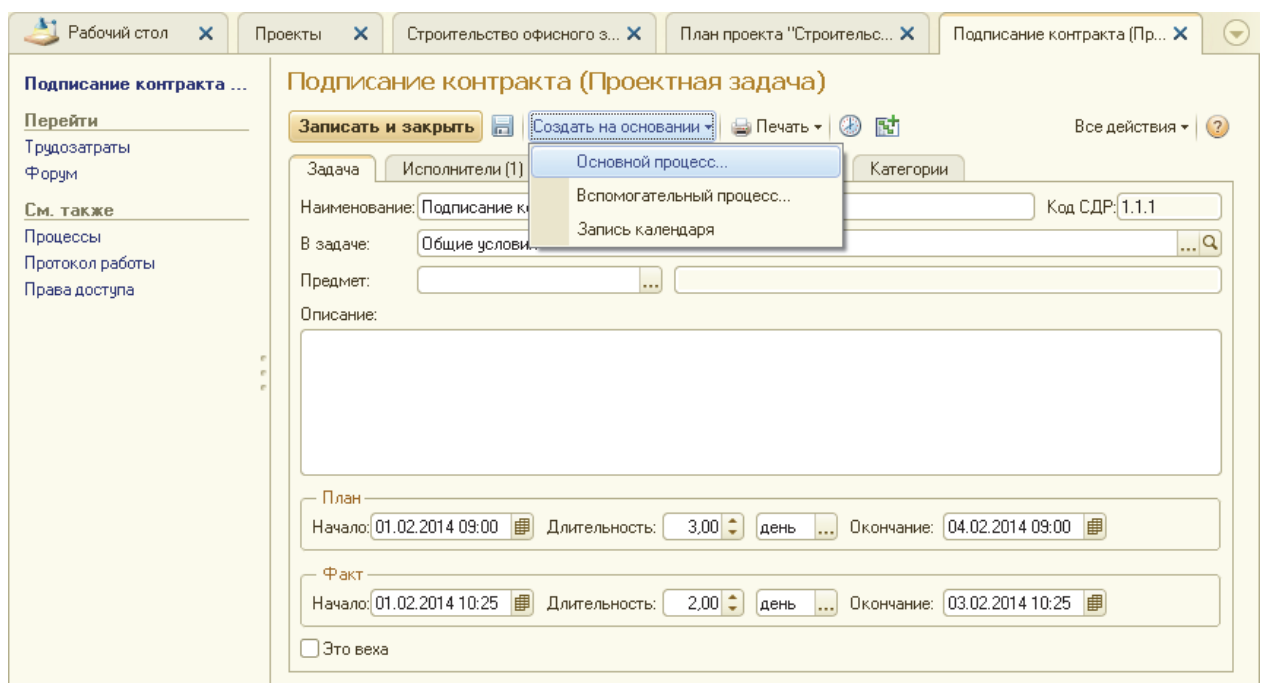 Рабочий стол Проекты Строительство офисного з... План проекта "Строительс... Подписание контракта (Пр...
Подписание контракта ...
Перейти
Трудозатраты
Форум
См. также
Процессы
Протокол работы
Права доступа
Подписание контракта (Проектная задача)
Записать и закрыть Создать на основании Печать Все действия ?
Основной процесс...
Вспомогательный процесс...
Запись календаря
Задача Исполнители (1) Категории
Наименование: Подписание Код СДР: 1.1.1
В задаче: Общие ...
Предмет: ...
Описание:
План
Начало: 01.02.2014 09:00 Длительность: 3,00 день ... Окончание: 04.02.2014 09:00
Факт
Начало: 01.02.2014 10:25 Длительность: 2,00 день ... Окончание: 03.02.2014 10:25
Это веха